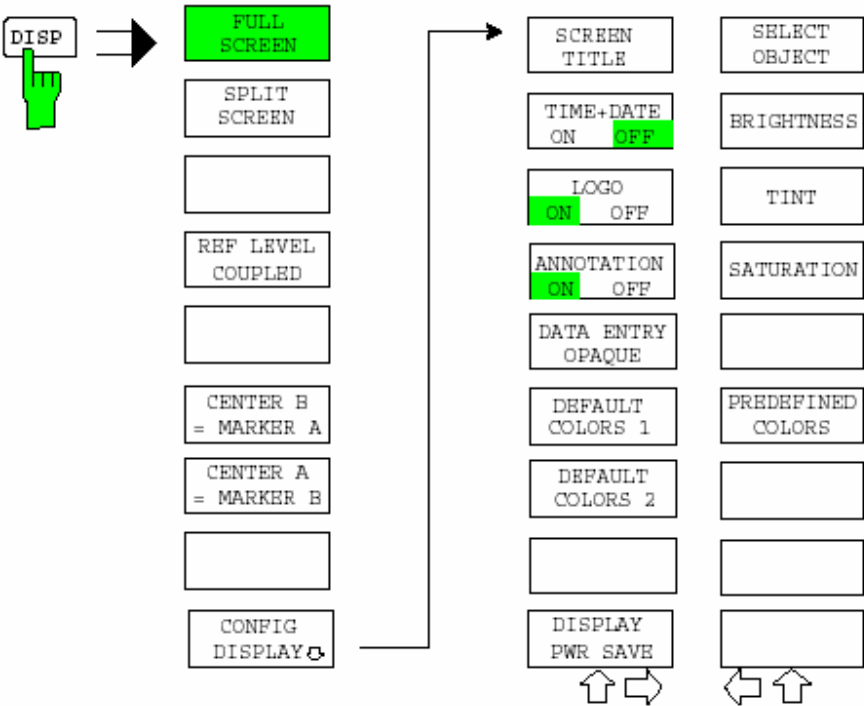 DISP
FULL
SCREEN
SPLIT
SCREEN
REF LEVEL
COUPLED
CENTER B
= MARKER A
CENTER A
= MARKER B
CONFIG
DISPLAY
SCREEN
TITLE
TIME+DATE
ON OFF
LOGO
ON OFF
ANNOTATION
ON OFF
DATA ENTRY
OPAQUE
DEFAULT
COLORS 1
DEFAULT
COLORS 2
DISPLAY
PWR SAVE
SELECT
OBJECT
BRIGHTNESS
TINT
SATURATION
PREDEFINED
COLORS